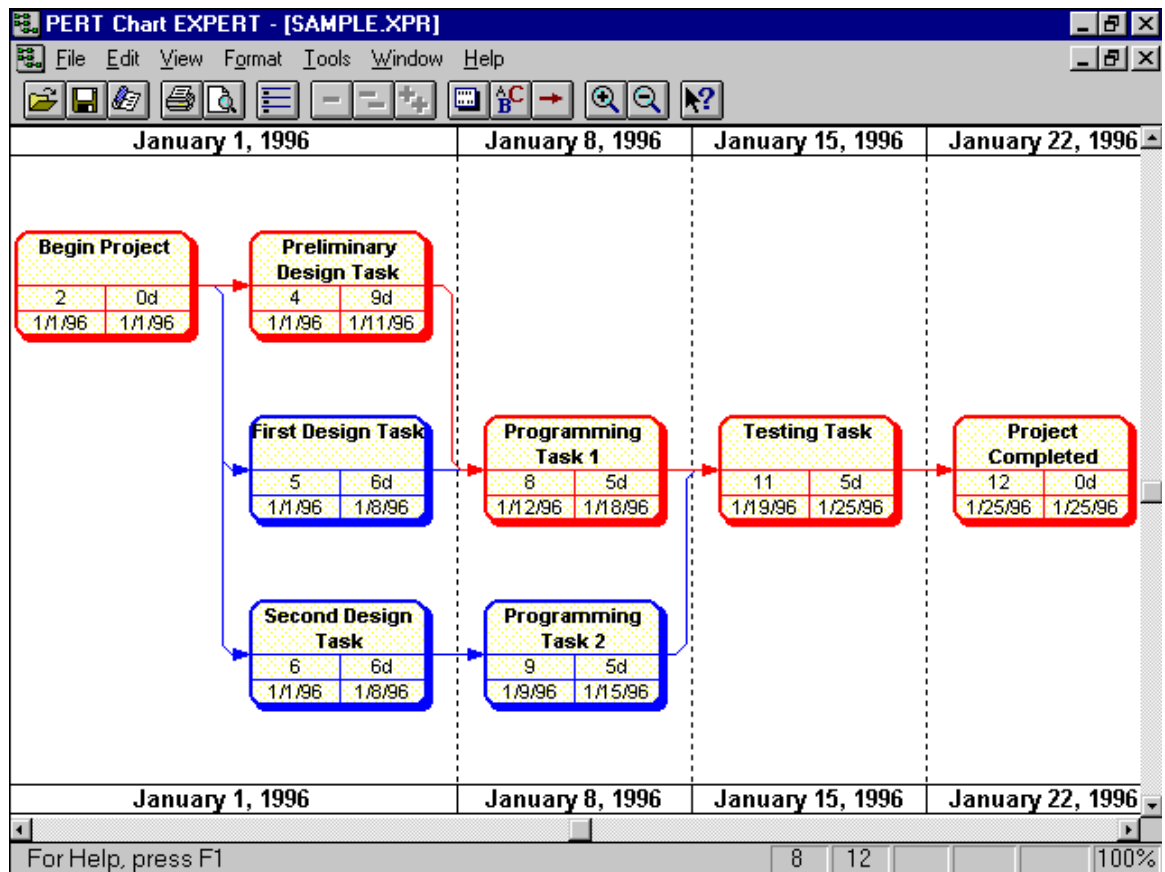 PERT Chart EXPERT - [SAMPLE.XPR]
File Edit View Format Tools Window Help
A B C ?
January 1, 1996 January 8, 1996 January 15, 1996 January 22, 1996
Begin Project
2 0d
1/1/96 1/1/96
Preliminary
Design Task
4 9d
1/1/96 1/11/96
First Design Task
5 6d
1/1/96 1/8/96
Programming
Task 1
8 5d
1/12/96 1/18/96
Testing Task
11 5d
1/19/96 1/25/96
Project
Completed
12 0d
1/25/96 1/25/96
Second Design
Task
6 6d
1/1/96 1/8/96
Programming
Task 2
9 5d
1/9/96 1/15/96
January 1, 1996 January 8, 1996 January 15, 1996 January 22, 1996
For Help, press F1 8 12 100%